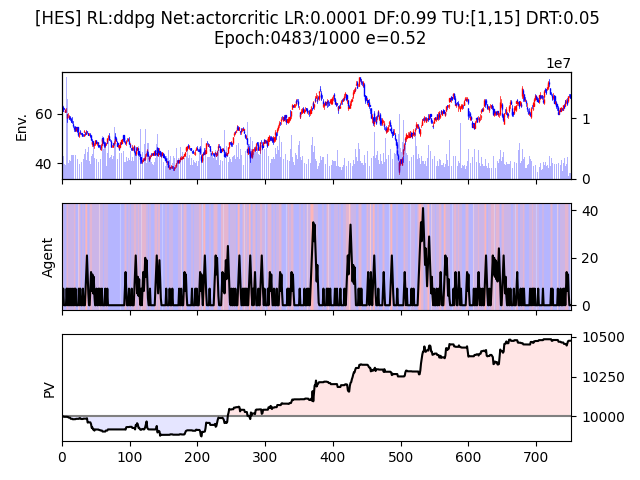 [HES] RL:ddpg Net:actorcritic LR:0.0001 DF:0.99 TU:[1,15] DRT:0.05
Epoch:0483/1000 e=0.52
1e7
Env.
60
40
1
0
Agent
40
20
0
PV
10500
10250
10000
0 100 200 300 400 500 600 700